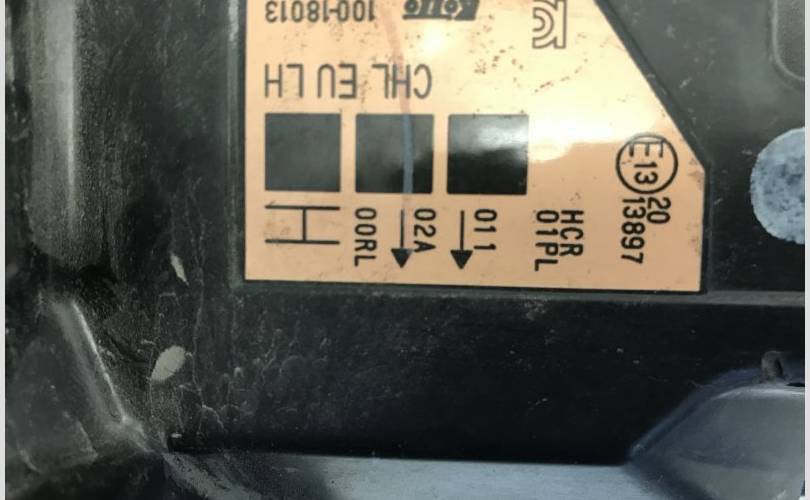 100-18013
CHL EU LH
E13
20
13897
HCR
01PL
011
02A
00RL
H